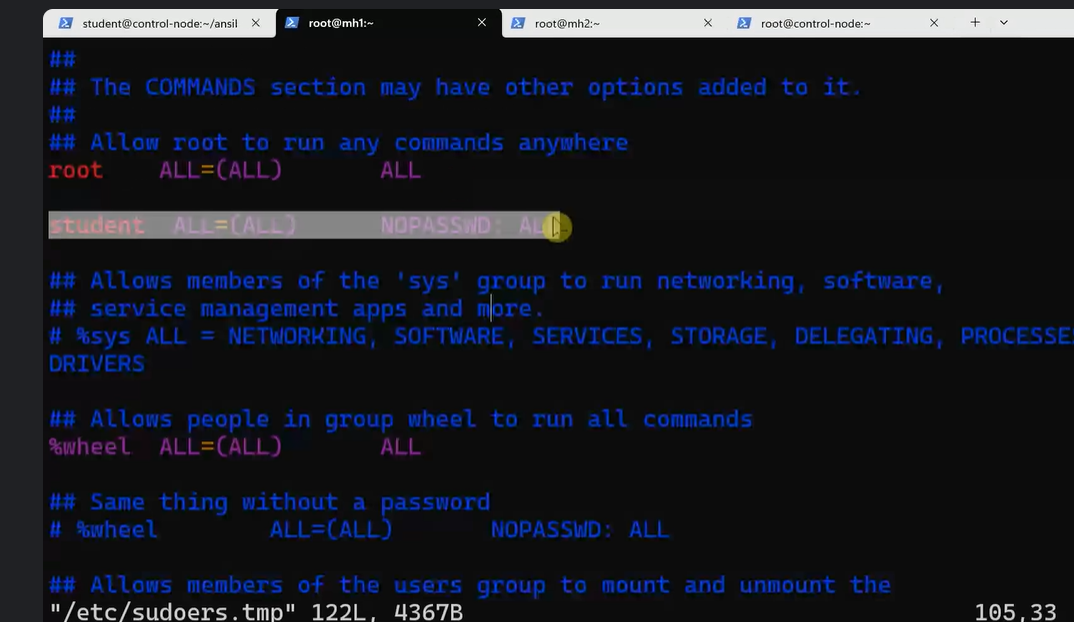 student@control-node:~/ansil
root@mh1:~
root@mh2:~
root@control-node:~
##
## The COMMANDS section may have other options added to it.
##
## Allow root to run any commands anywhere
root ALL=(ALL) ALL
student ALL=(ALL) NOPASSWD: ALL
## Allows members of the 'sys' group to run networking, software,
## service management apps and more.
# %sys ALL = NETWORKING, SOFTWARE, SERVICES, STORAGE, DELEGATING, PROCESSES
DRIVERS
## Allows people in group wheel to run all commands
%wheel ALL=(ALL) ALL
## Same thing without a password
# %wheel ALL=(ALL) NOPASSWD: ALL
## Allows members of the users group to mount and unmount the
"/etc/sudoers.tmp" 122L, 4367B 105,33